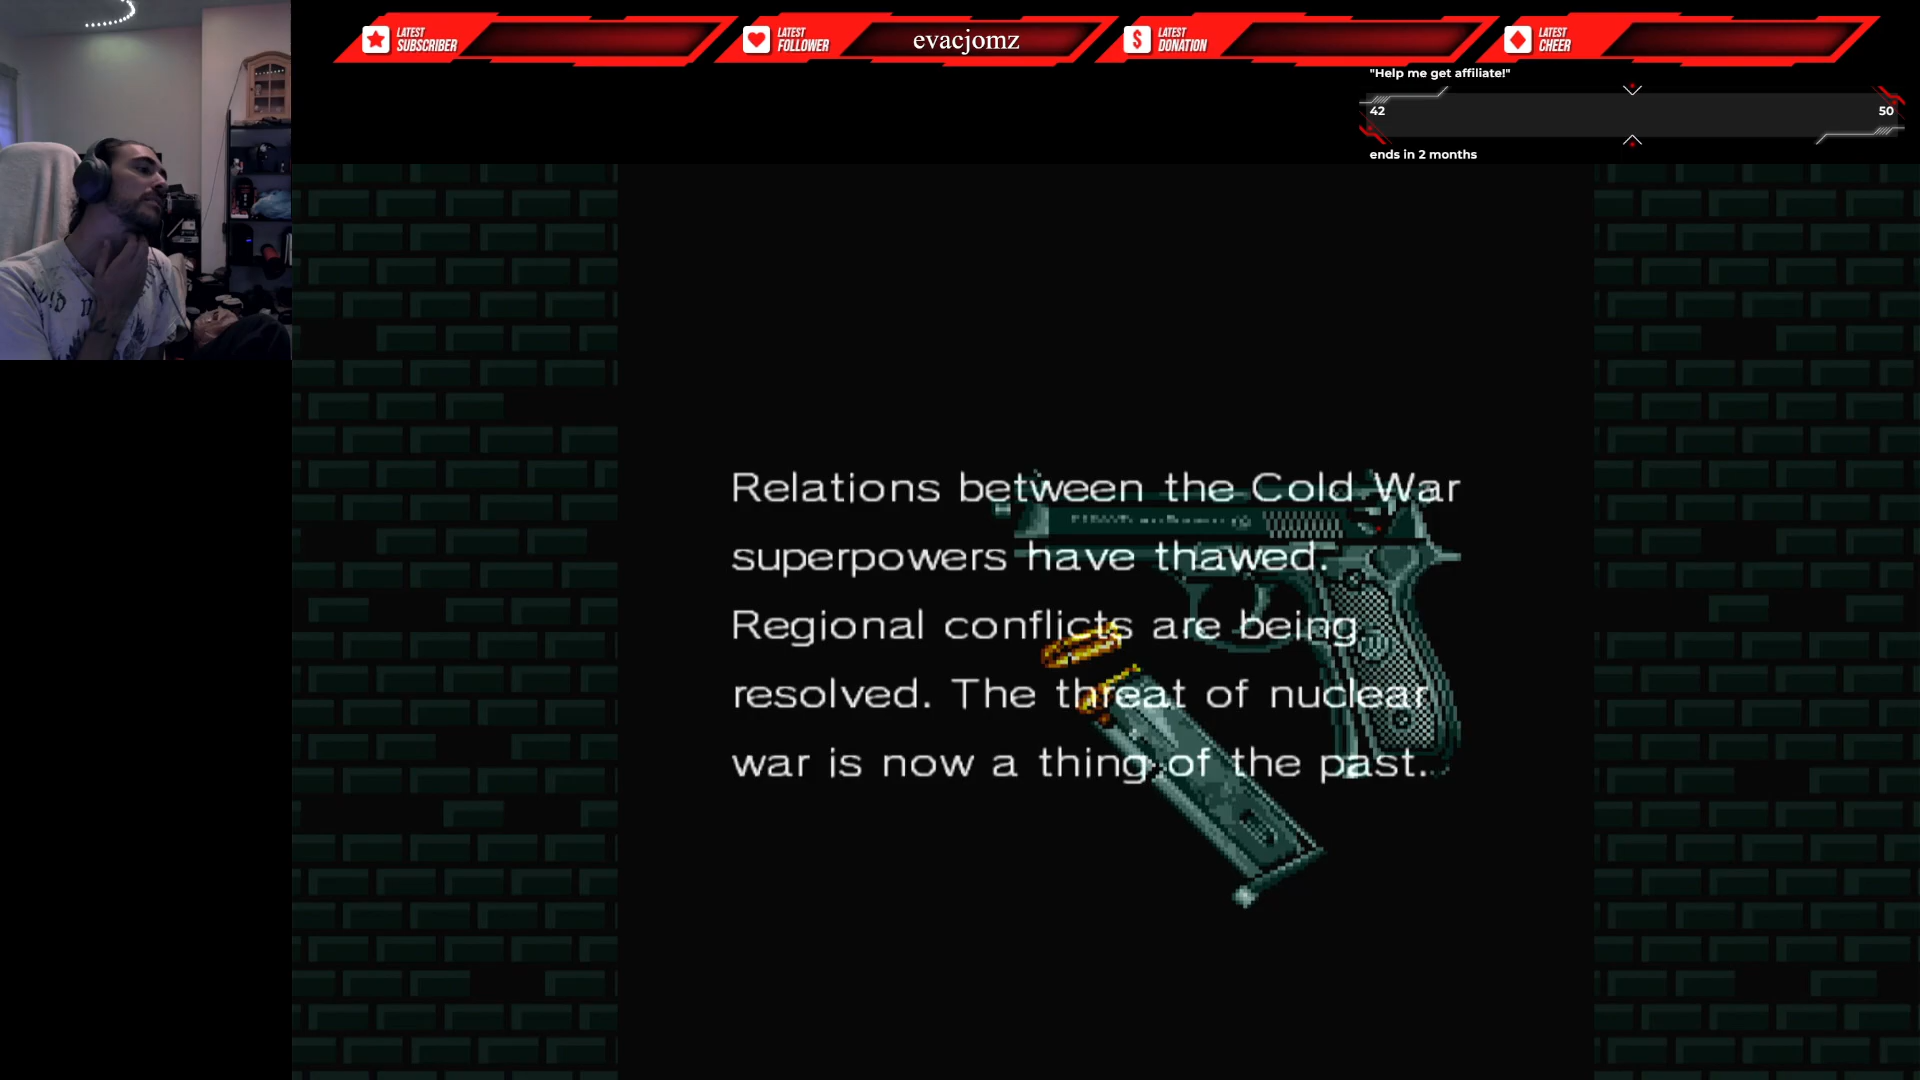 LATEST
SUBSCRIBER
LATEST
FOLLOWER
evacjomz
LATEST
DONATION
LATEST
CHEER
"Help me get affiliate!"
42
50
ends in 2 months
Relations between the Cold War
superpowers have thawed.
Regional conflicts are being
resolved. The threat of nuclear
war is now a thing of the past..